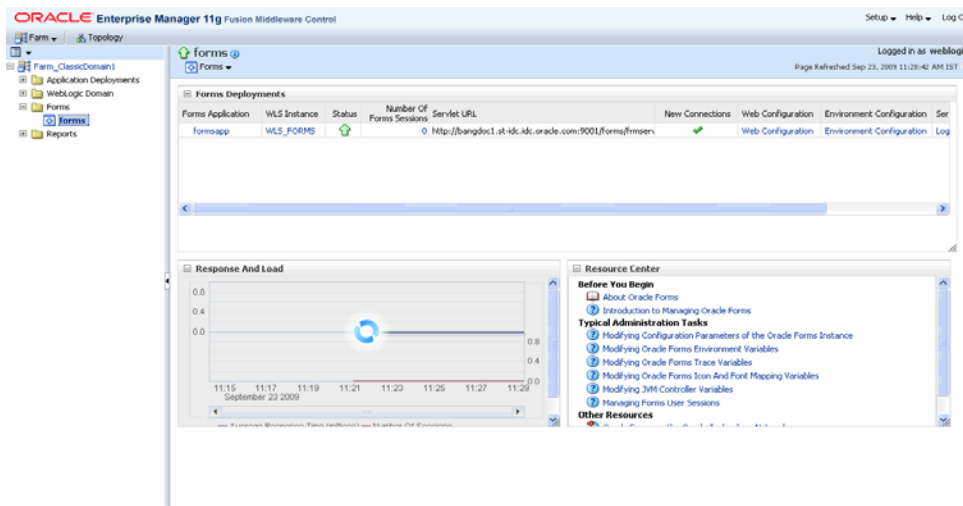 ORACLE Enterprise Manager 11g Fusion Middleware Control
Setup Help Log
Farm Topology
Farm_ClassicDomain1
Application Deployments
WebLogic Domain
Forms
forms
Reports
forms
Logged in as weblogi
Forms
Page Refreshed Sep 23, 2009 11:28:42 AM IST
Forms Deployments
Forms Application WLS Instance Status Number Of Forms Sessions Servlet URL New Connections Web Configuration Environment Configuration Ser
formsapp WLS_FORMS 0 http://bangdoc1.st-idc.idc.oracle.com:9001/forms/frmserv Web Configuration Environment Configuration Log
Response And Load
0.8
0.4
0.0
0.8
0.4
0.0
11:15 11:17 11:19 11:21 11:23 11:25 11:27 11:29
September 23 2009
Resource Center
Before You Begin
About Oracle Forms
Introduction to Managing Oracle Forms
Typical Administration Tasks
Modifying Configuration Parameters of the Oracle Forms Instance
Modifying Oracle Forms Environment Variables
Modifying Oracle Forms Trace Variables
Modifying Oracle Forms Icon And Font Mapping Variables
Modifying JVM Controller Variables
Managing Forms User Sessions
Other Resources